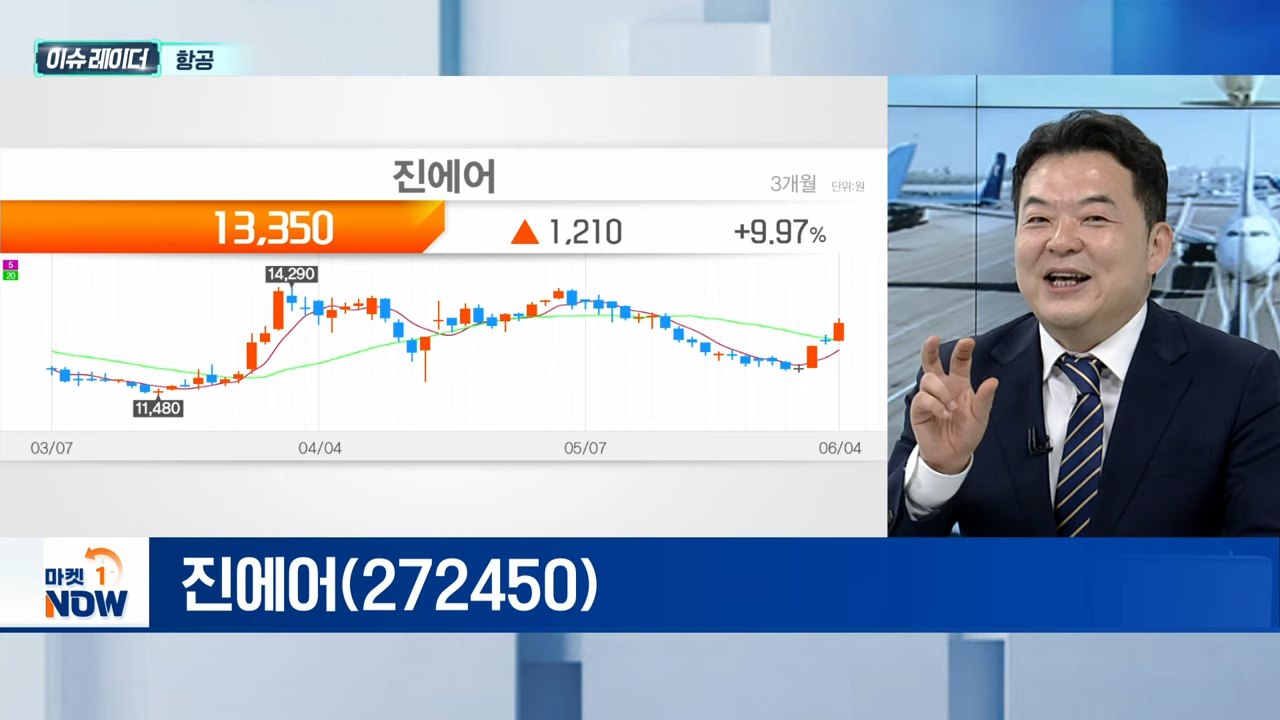 이슈레이더 항공
진에어
3개월 단위:원
13,350 ▲ 1,210 +9.97%
5
20
14,290
11,480
03/07 04/04 05/07 06/04
마켓 1
NOW
진에어(272450)